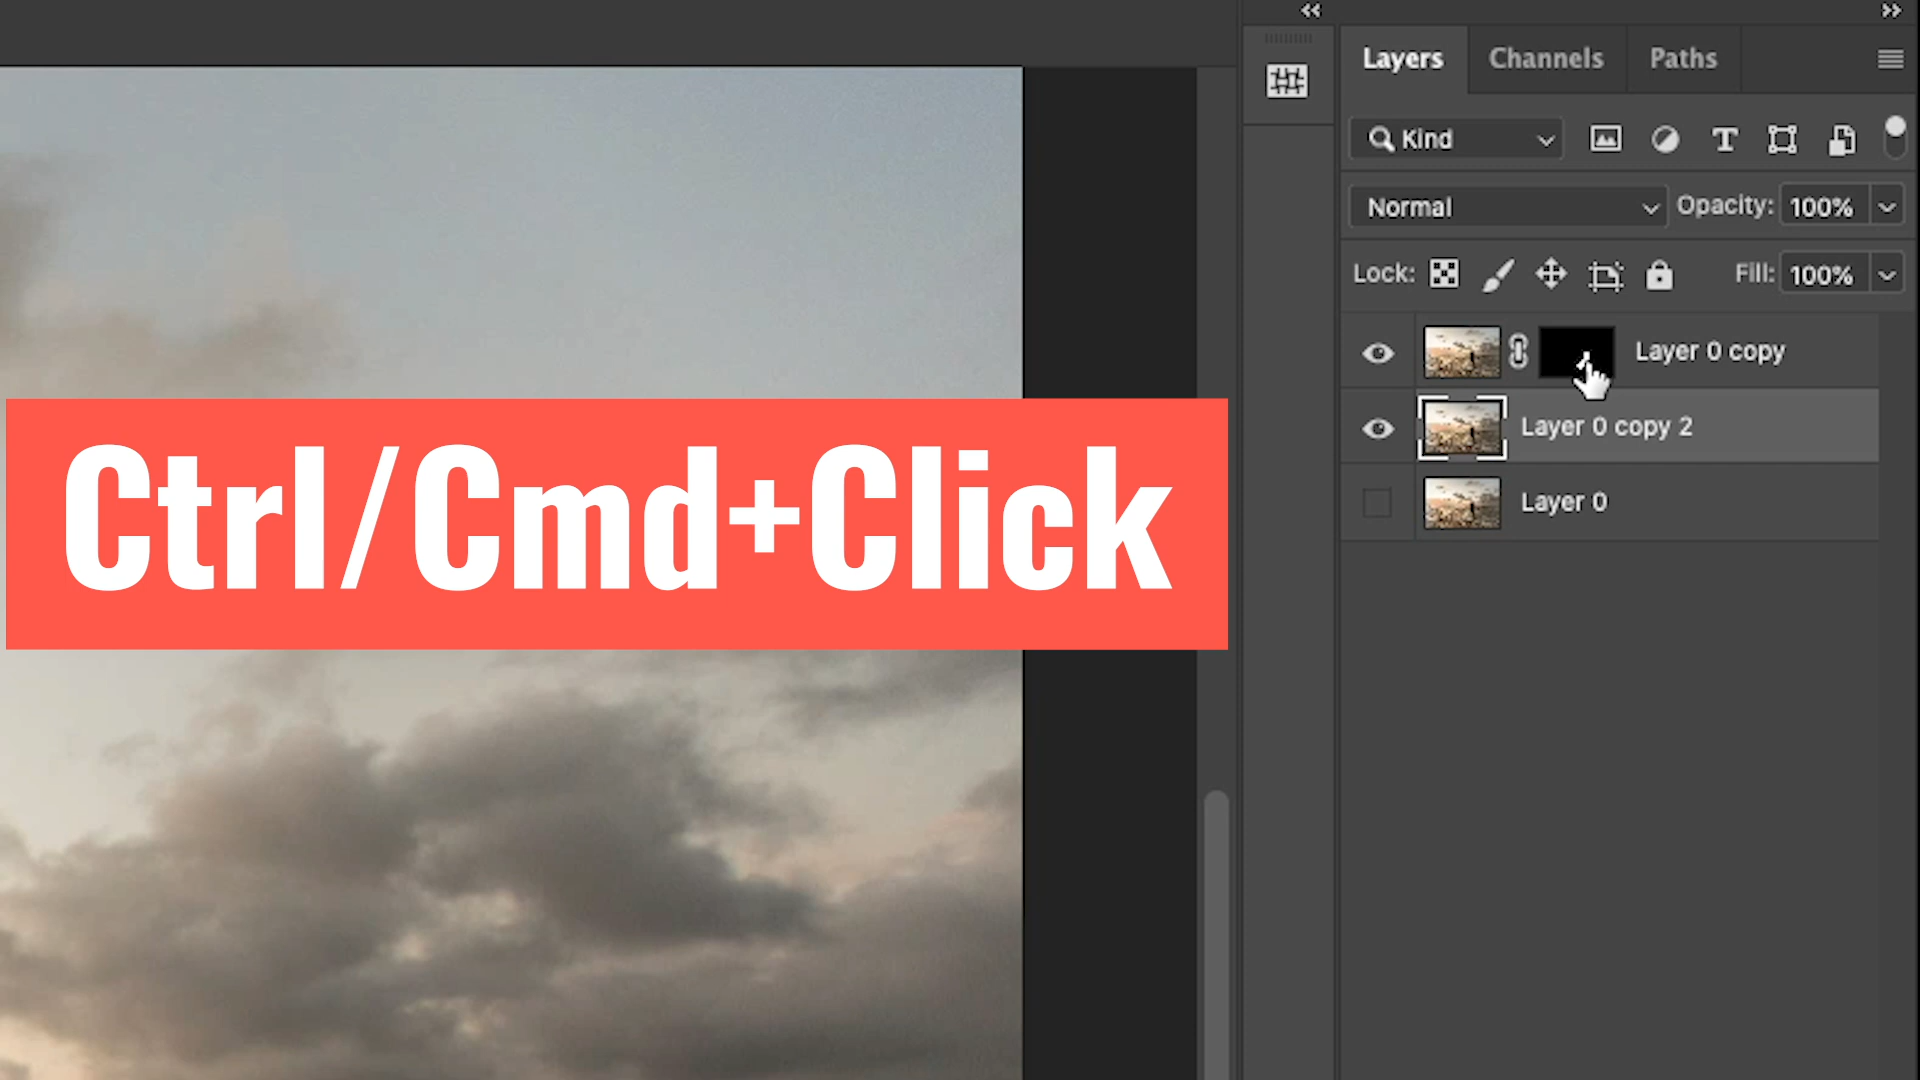 Layers Channels Paths
Kind
Normal Opacity: 100%
Lock: Fill: 100%
Layer 0 copy
Layer 0 copy 2
Layer 0
Ctrl/Cmd+Click